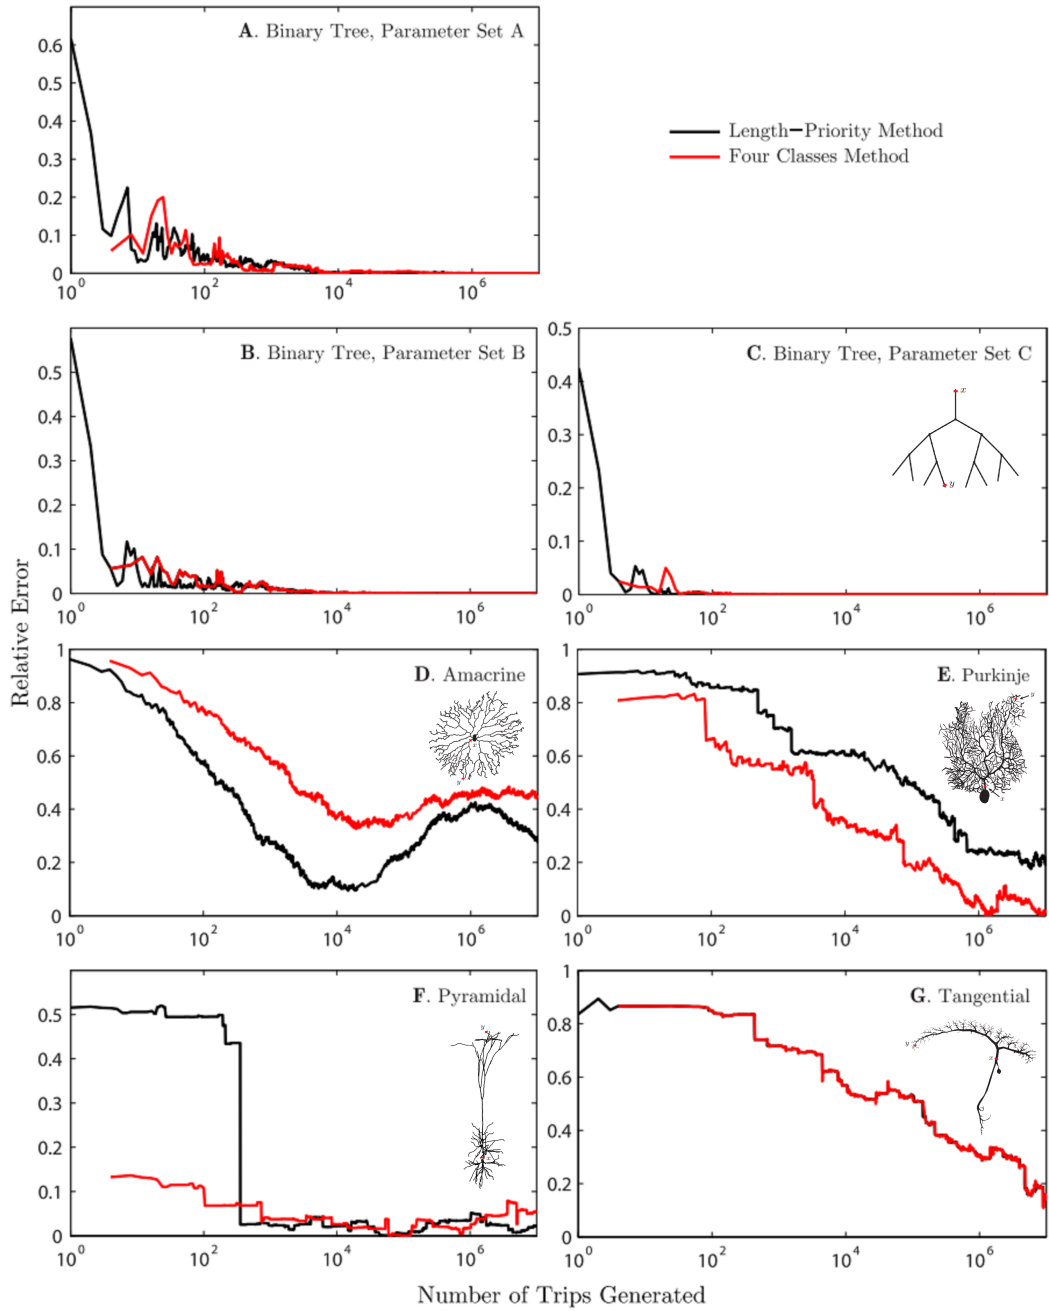 A. Binary Tree, Parameter Set A
0.6
0.5
0.4
0.3
0.2
0.1
0
10^0 10^2 10^4 10^6
Length-Priority Method
Four Classes Method
B. Binary Tree, Parameter Set B
0.5
0.4
0.3
0.2
0.1
0
10^0 10^2 10^4 10^6
C. Binary Tree, Parameter Set C
0.5
0.4
0.3
0.2
0.1
0
x
y
10^0 10^2 10^4 10^6
Relative Error
D. Amacrine
1
0.8
0.6
0.4
0.2
0
x
y
10^0 10^2 10^4 10^6
E. Purkinje
1
0.8
0.6
0.4
0.2
0
y
x
10^0 10^2 10^4 10^6
F. Pyramidal
0.5
0.4
0.3
0.2
0.1
0
y
x
10^0 10^2 10^4 10^6
G. Tangential
1
0.8
0.6
0.4
0.2
0
y
x
10^0 10^2 10^4 10^6
Number of Trips Generated